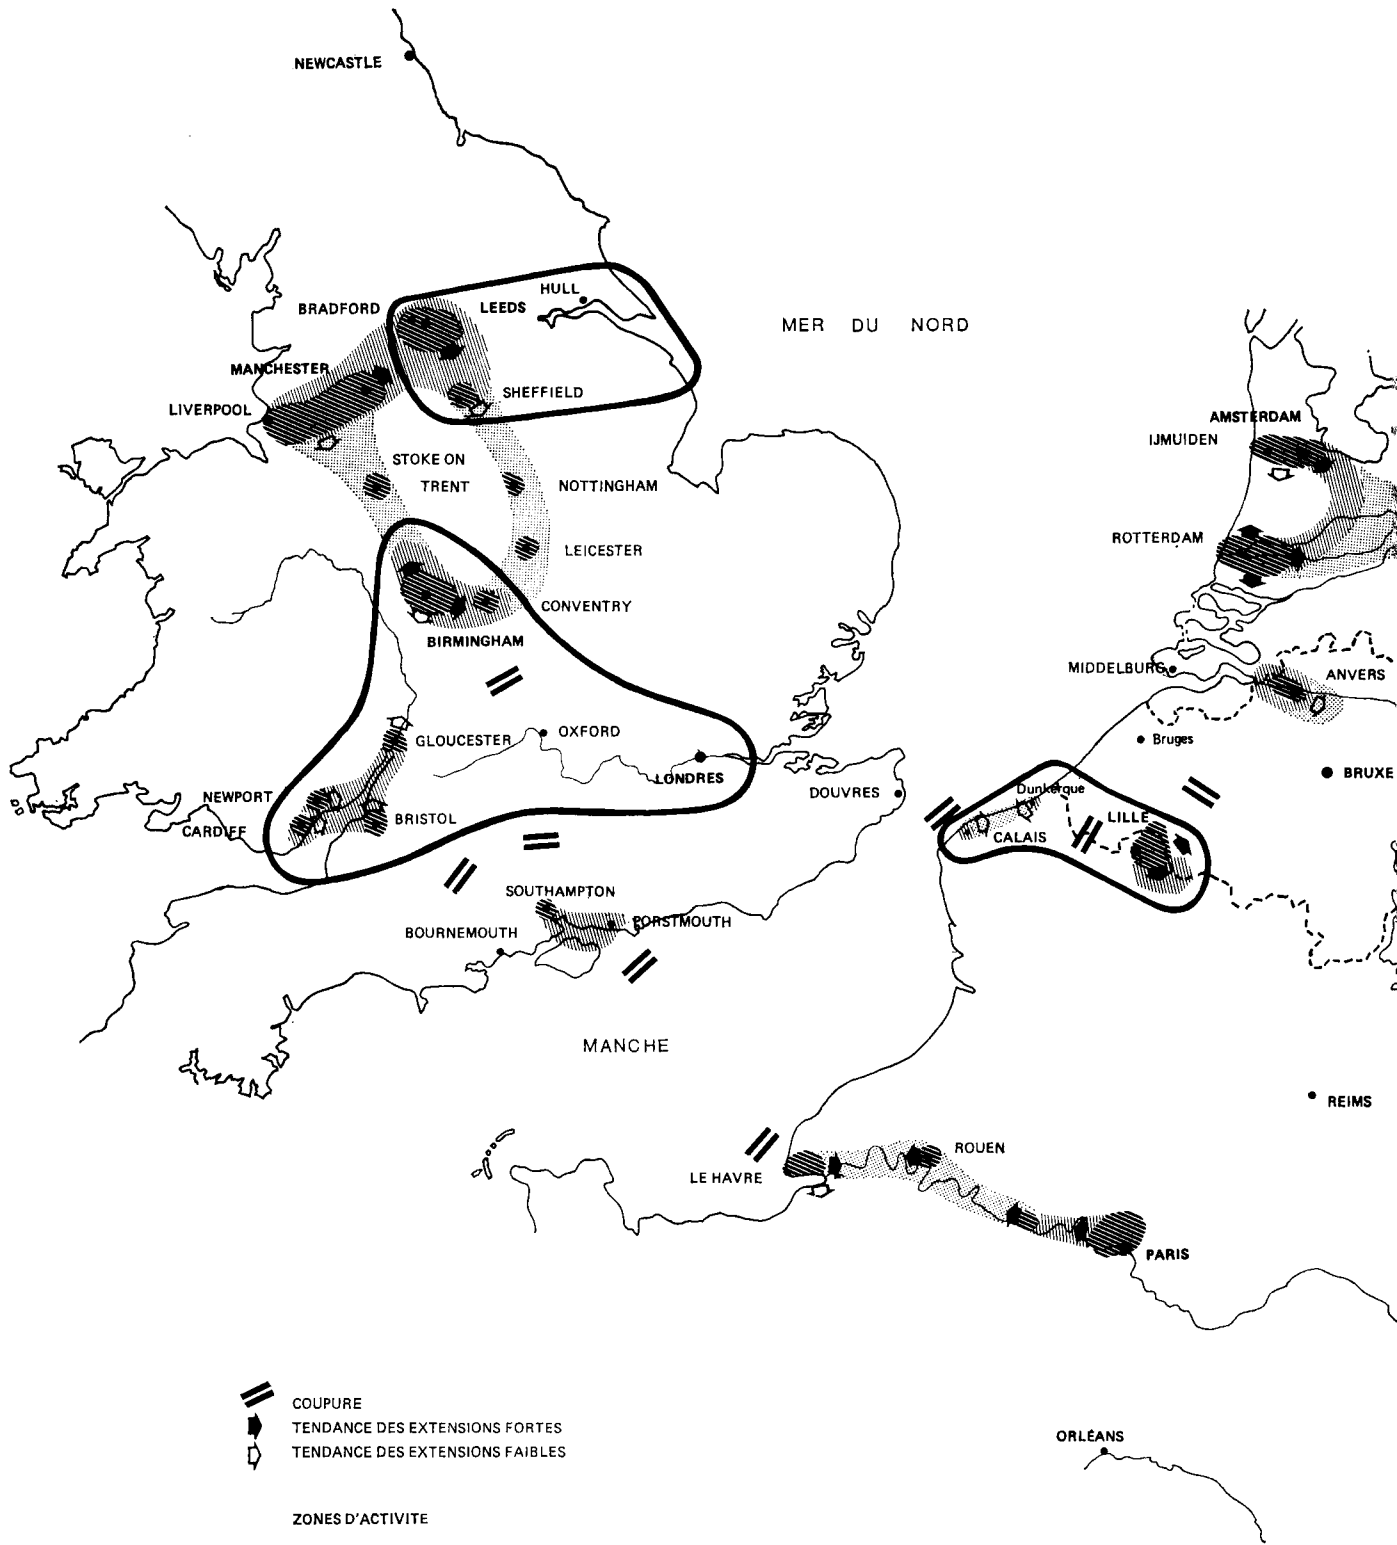 NEWCASTLE
HULL
BRADFORD
LEEDS
MER DU NORD
MANCHESTER
SHEFFIELD
LIVERPOOL
AMSTERDAM
IJMUIDEN
STOKE ON
TRENT
NOTTINGHAM
ROTTERDAM
LEICESTER
CONVENTRY
BIRMINGHAM
MIDDELBURG
ANVERS
OXFORD
GLOUCESTER
Bruges
LONDRES
BRUXE
DOUVRES
Dunkerque
NEWPORT
BRISTOL
LILLE
CARDIFF
CALAIS
SOUTHAMPTON
PORSTMOUTH
BOURNEMOUTH
MANCHE
REIMS
ROUEN
LE HAVRE
PARIS
COUPURE
TENDANCE DES EXTENSIONS FORTES
TENDANCE DES EXTENSIONS FAIBLES
ORLÉANS
ZONES D'ACTIVITE